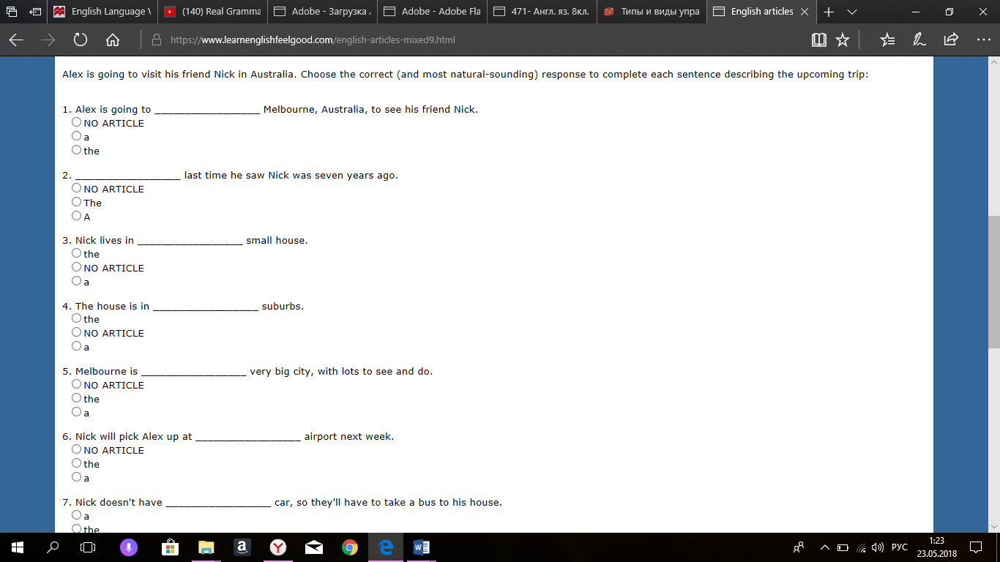 English Language V
(140) Real Gramma
Adobe - Загрузка
Adobe - Adobe Fla
471- Англ. яз. 8кл.
Типы и виды упра
English articles
https://www.learnenglishfeelgood.com/english-articles-mixed9.html
Alex is going to visit his friend Nick in Australia. Choose the correct (and most natural-sounding) response to complete each sentence describing the upcoming trip:
1. Alex is going to _________________ Melbourne, Australia, to see his friend Nick.
NO ARTICLE
a
the
2. _________________ last time he saw Nick was seven years ago.
NO ARTICLE
The
A
3. Nick lives in _________________ small house.
the
NO ARTICLE
a
4. The house is in _________________ suburbs.
the
NO ARTICLE
a
5. Melbourne is _________________ very big city, with lots to see and do.
NO ARTICLE
the
a
6. Nick will pick Alex up at _________________ airport next week.
NO ARTICLE
the
a
7. Nick doesn't have _________________ car, so they'll have to take a bus to his house.
a
the
РУС
1:23
23.05.2018